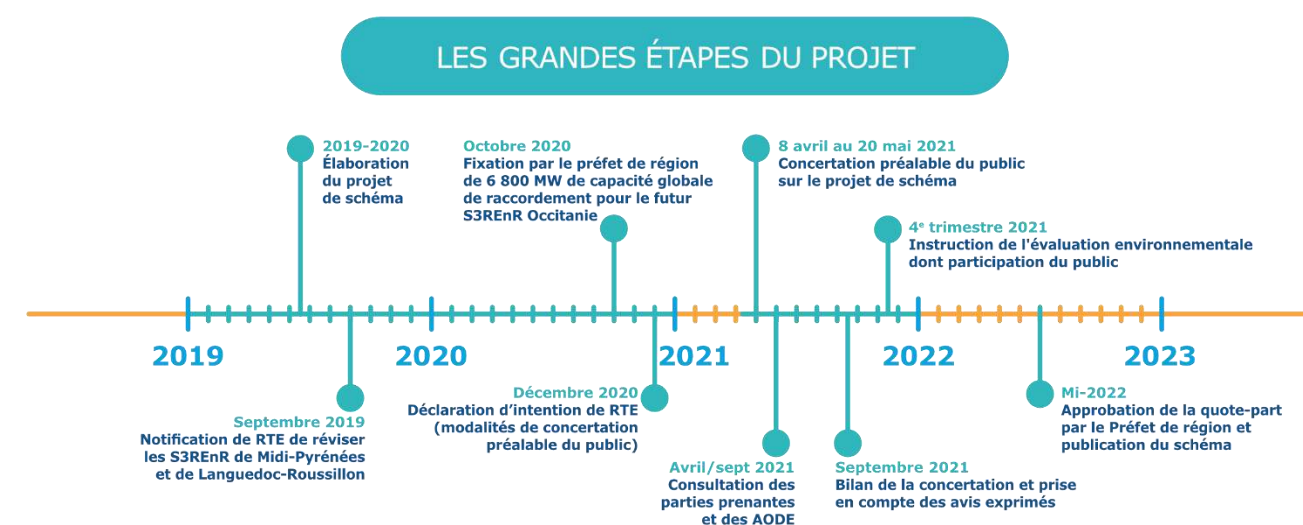 LES GRANDES ÉTAPES DU PROJET
2019-2020
Élaboration
du projet
de schéma
Octobre 2020
Fixation par le préfet de région
de 6 800 MW de capacité globale
de raccordement pour le futur
S3REnR Occitanie
8 avril au 20 mai 2021
Concertation préalable du public
sur le projet de schéma
4e trimestre 2021
Instruction de l'évaluation environnementale
dont participation du public
2019
2020
2021
2022
2023
Septembre 2019
Notification de RTE de réviser
les S3REnR de Midi-Pyrénées
et de Languedoc-Roussillon
Décembre 2020
Déclaration d’intention de RTE
(modalités de concertation
préalable du public)
Avril/sept 2021
Consultation des
parties prenantes
et des AODE
Septembre 2021
Bilan de la concertation et prise
en compte des avis exprimés
Mi-2022
Approbation de la quote-part
par le Préfet de région et
publication du schéma